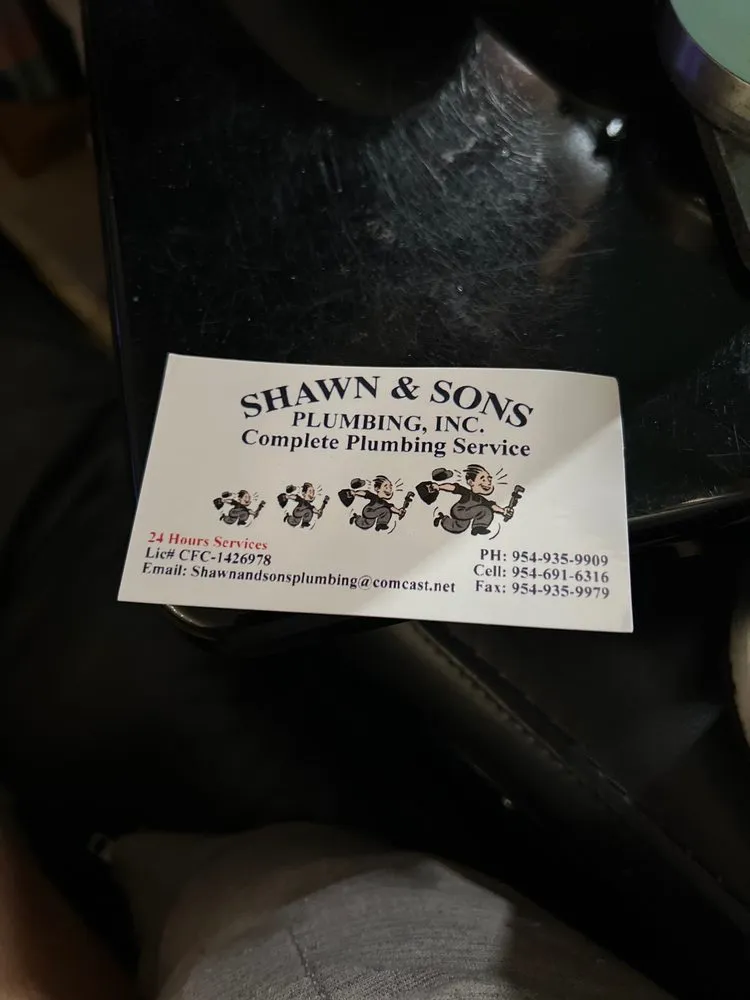 SHAWN & SONS
PLUMBING, INC.
Complete Plumbing Service
24 Hours Services
Lic# CFC-1426978
Email: Shawnandsonsplumbing@comcast.net
PH: 954-935-9909
Cell: 954-691-6316
Fax: 954-935-9979